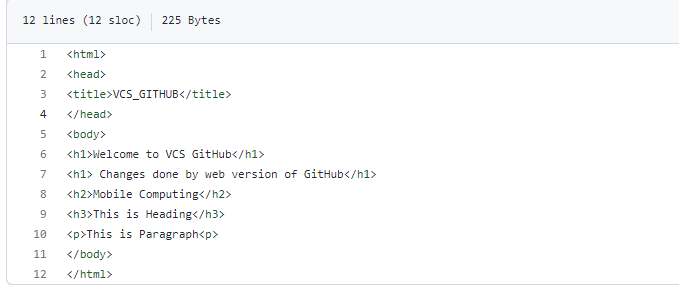 12 lines (12 sloc) 225 Bytes
1 <html>
2 <head>
3 <title>VCS_GITHUB</title>
4 </head>
5 <body>
6 <h1>Welcome to VCS GitHub</h1>
7 <h1> Changes done by web version of GitHub</h1>
8 <h2>Mobile Computing</h2>
9 <h3>This is Heading</h3>
10 <p>This is Paragraph<p>
11 </body>
12 </html>